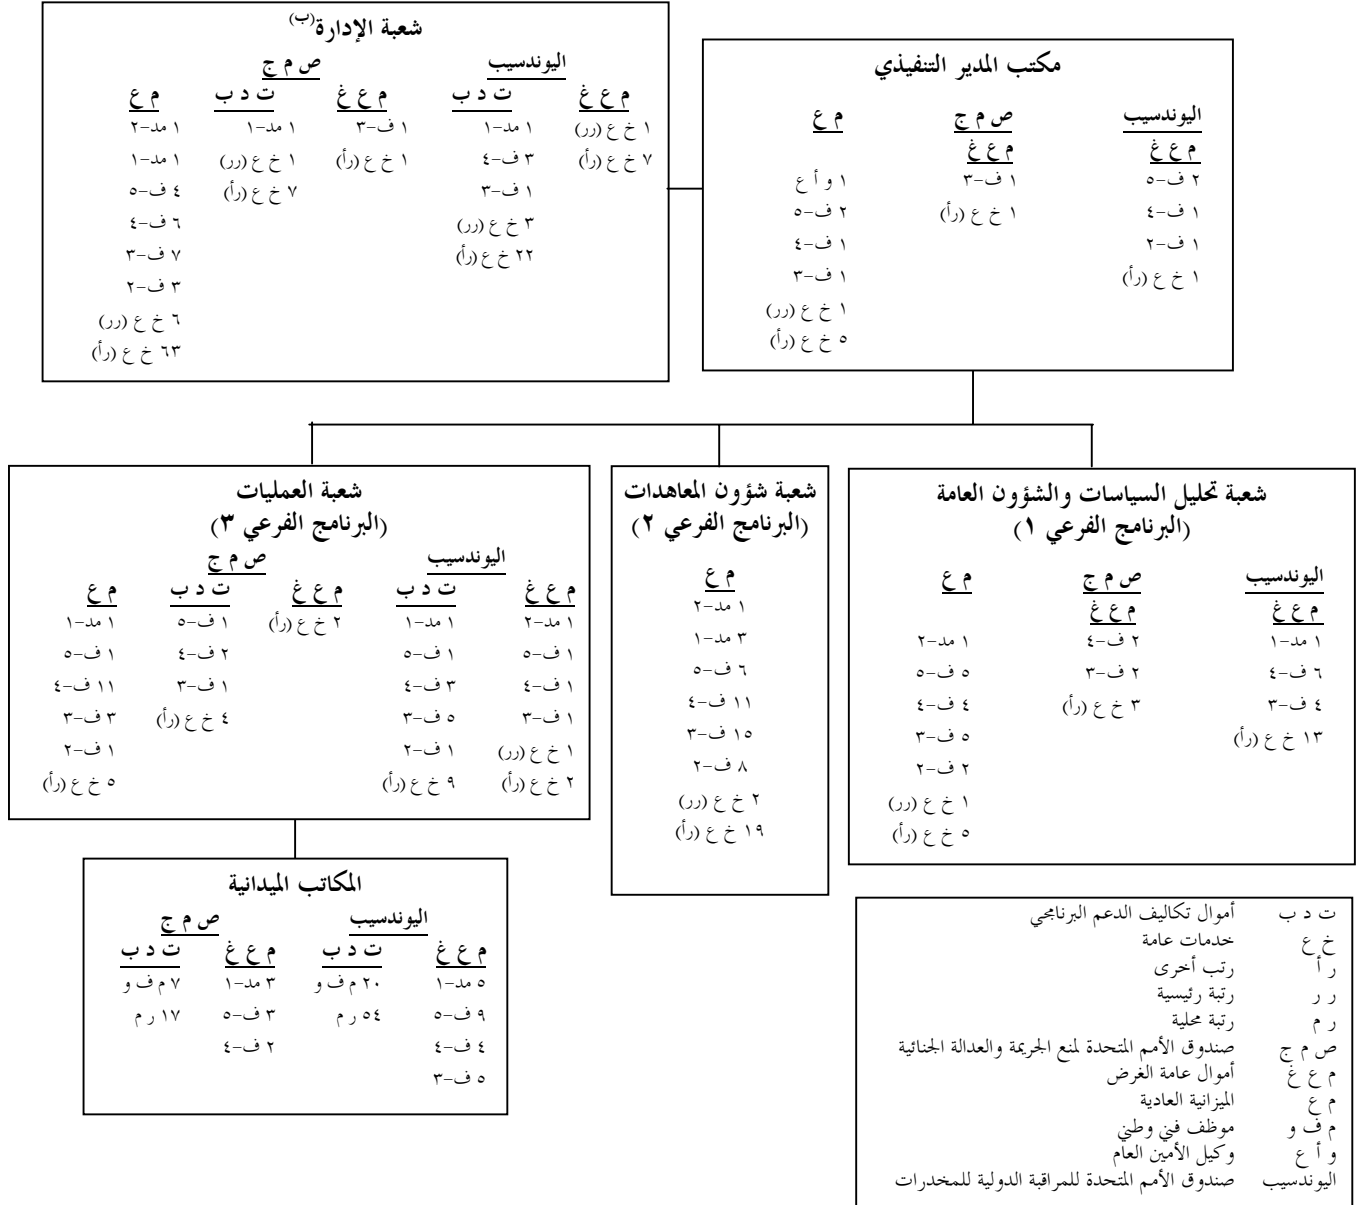 شعبة الإدارة(ب)
اليوندسيب ص م ج
م ع غ ت د ب م ع غ ت د ب م ع
١ خ ع (رر) ١ مد-١ ١ ف-٣ ١ مد-١ ١ مد-٢
٧ خ ع (رأ) ٣ ف-٤ ١ خ ع (رأ) ١ خ ع (رر) ١ مد-١
١ ف-٣ ٧ خ ع (رأ) ٤ ف-٥
٣ خ ع (رر) ٦ ف-٤
٢٢ خ ع (رأ) ٧ ف-٣
٣ ف-٢
٦ خ ع (رر)
٦٣ خ ع (رأ)
مكتب المدير التنفيذي
اليوندسيب ص م ج م ع
م ع غ م ع غ
٢ ف-٥ ١ ف-٣ ١ و أ ع
١ ف-٤ ١ خ ع (رأ) ٢ ف-٥
١ ف-٢ ١ ف-٤
١ خ ع (رأ) ١ ف-٣
١ خ ع (رر)
٥ خ ع (رأ)
شعبة تحليل السياسات والشؤون العامة
(البرنامج الفرعي ١)
اليوندسيب ص م ج م ع
م ع غ م ع غ
١ مد-١ ٢ ف-٤ ١ مد-٢
٦ ف-٤ ٢ ف-٣ ٥ ف-٥
٤ ف-٣ ٣ خ ع (رأ) ٤ ف-٤
١٣ خ ع (رأ) ٥ ف-٣
٢ ف-٢
١ خ ع (رر)
٥ خ ع (رأ)
شعبة شؤون المعاهدات
(البرنامج الفرعي ٢)
م ع
١ مد-٢
٣ مد-١
٦ ف-٥
١١ ف-٤
١٥ ف-٣
٨ ف-٢
٢ خ ع (رر)
١٩ خ ع (رأ)
شعبة العمليات
(البرنامج الفرعي ٣)
اليوندسيب ص م ج
م ع غ ت د ب م ع غ ت د ب م ع
١ مد-٢ ١ مد-١ ٢ خ ع (رأ) ١ ف-٥ ١ مد-١
١ ف-٥ ١ ف-٥ ٢ ف-٤ ١ ف-٥
١ ف-٤ ٣ ف-٤ ١ ف-٣ ١١ ف-٤
١ ف-٣ ٥ ف-٣ ٤ خ ع (رأ) ٣ ف-٣
١ خ ع (رر) ١ ف-٢ ١ ف-٢
٢ خ ع (رأ) ٩ خ ع (رأ) ٥ خ ع (رأ)
المكاتب الميدانية
اليوندسيب ص م ج
م ع غ ت د ب م ع غ ت د ب
٥ مد-١ ٢٠ م ف و ٣ مد-١ ٧ م ف و
٩ ف-٥ ٥٤ ر م ٣ ف-٥ ١٧ ر م
٤ ف-٤ ٢ ف-٤
٥ ف-٣
ت د ب أموال تكاليف الدعم البرنامجي
خ ع خدمات عامة
ر أ رتب أخرى
ر ر رتبة رئيسية
ر م رتبة محلية
ص م ج صندوق الأمم المتحدة لمنع الجريمة والعدالة الجنائية
م ع غ أموال عامة الغرض
م ع الميزانية العادية
م ف و موظف فني وطني
و أ ع وكيل الأمين العام
اليوندسيب صندوق الأمم المتحدة للمراقبة الدولية للمخدرات